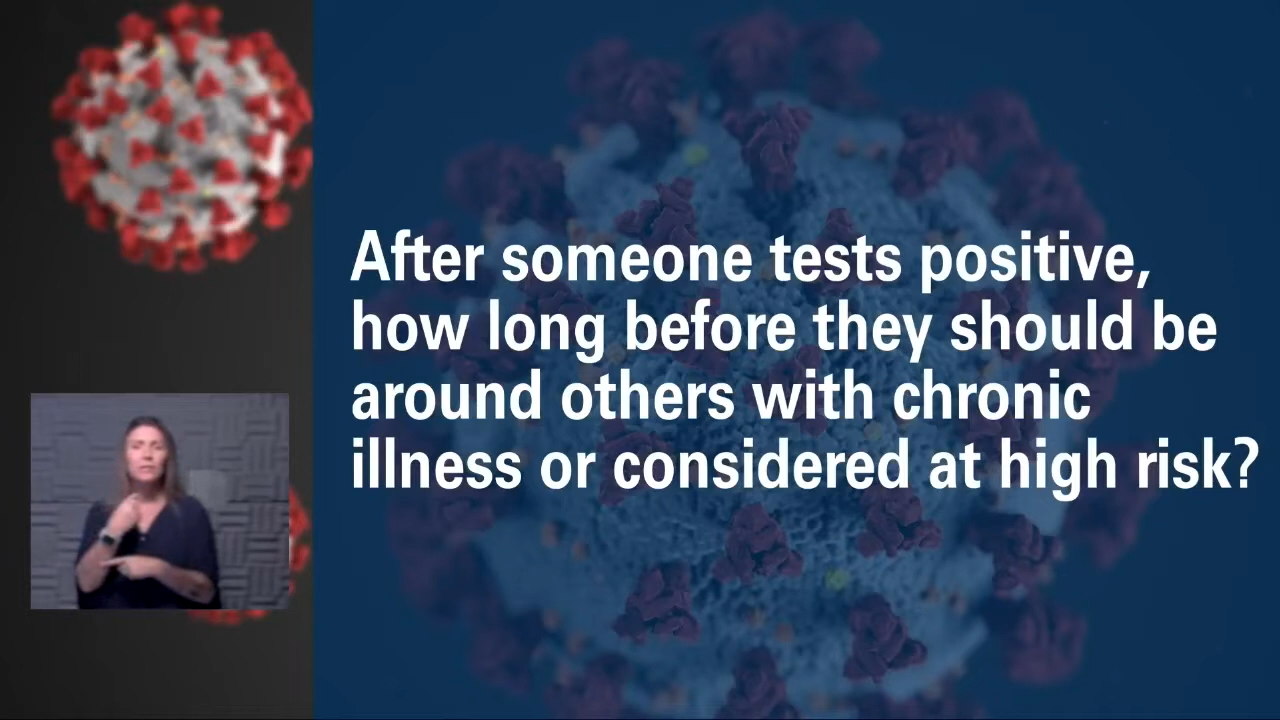 After someone tests positive,
how long before they should be
around others with chronic
illness or considered at high risk?